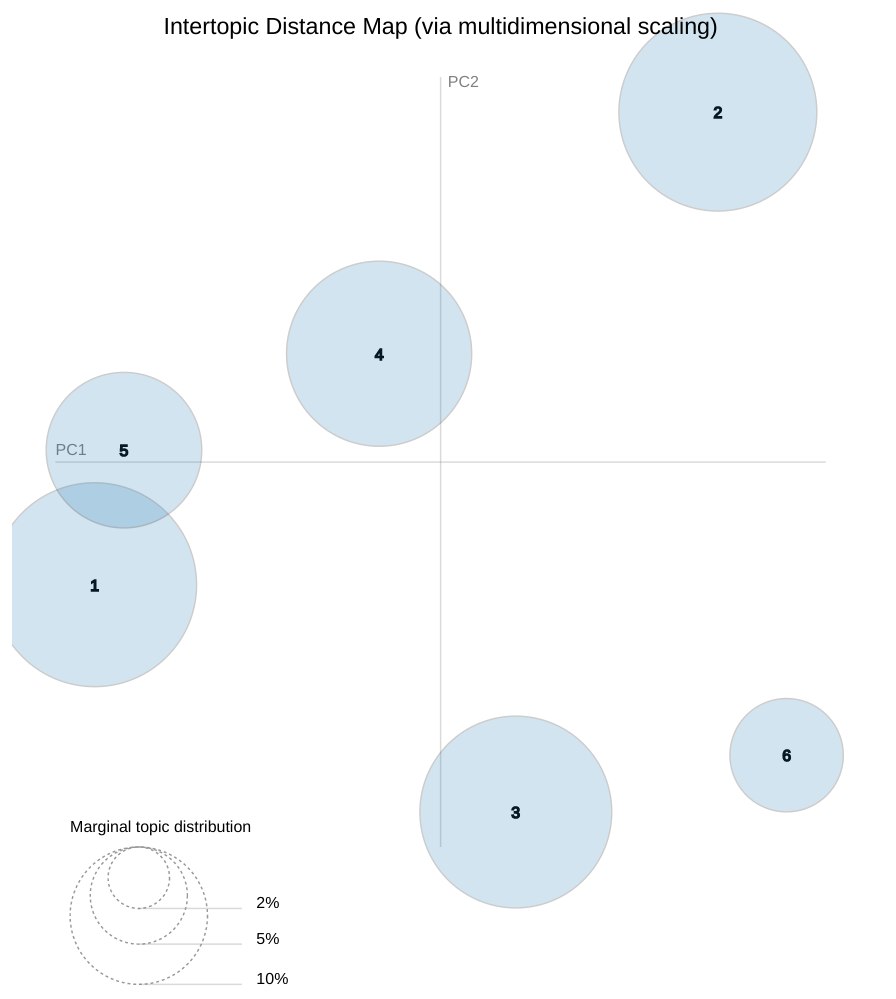 Intertopic Distance Map (via multidimensional scaling)
PC2
2
4
PC1
5
1
6
3
Marginal topic distribution
2%
5%
10%